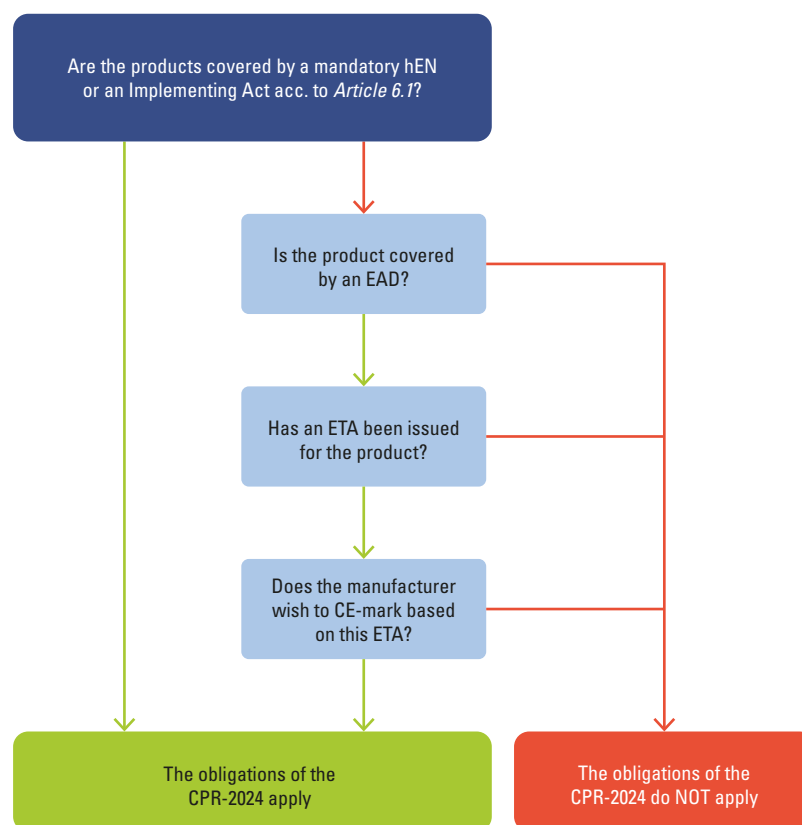 Are the products covered by a mandatory hEN
or an Implementing Act acc. to Article 6.1?
Is the product covered
by an EAD?
Has an ETA been issued
for the product?
Does the manufacturer
wish to CE-mark based
on this ETA?
The obligations of the
CPR-2024 apply
The obligations of the
CPR-2024 do NOT apply